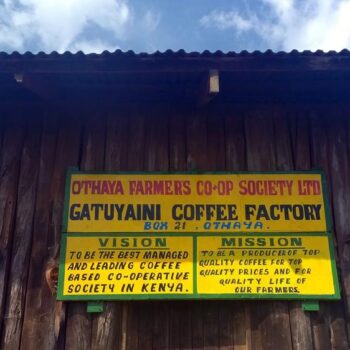 OTHAYA FARMERS CO-OP SOCIETY LTD
GATUYAINI COFFEE FACTORY
BOX 21, OTHAYA.
VISION
TO BE THE BEST MANAGED
AND LEADING COFFEE
BASED CO-OPERATIVE
SOCIETY IN KENYA.
MISSION
TO BE A PRODUCER OF TOP
QUALITY COFFEE FOR TOP
QUALITY PRICES AND FOR
QUALITY LIFE OF
OUR FARMERS.